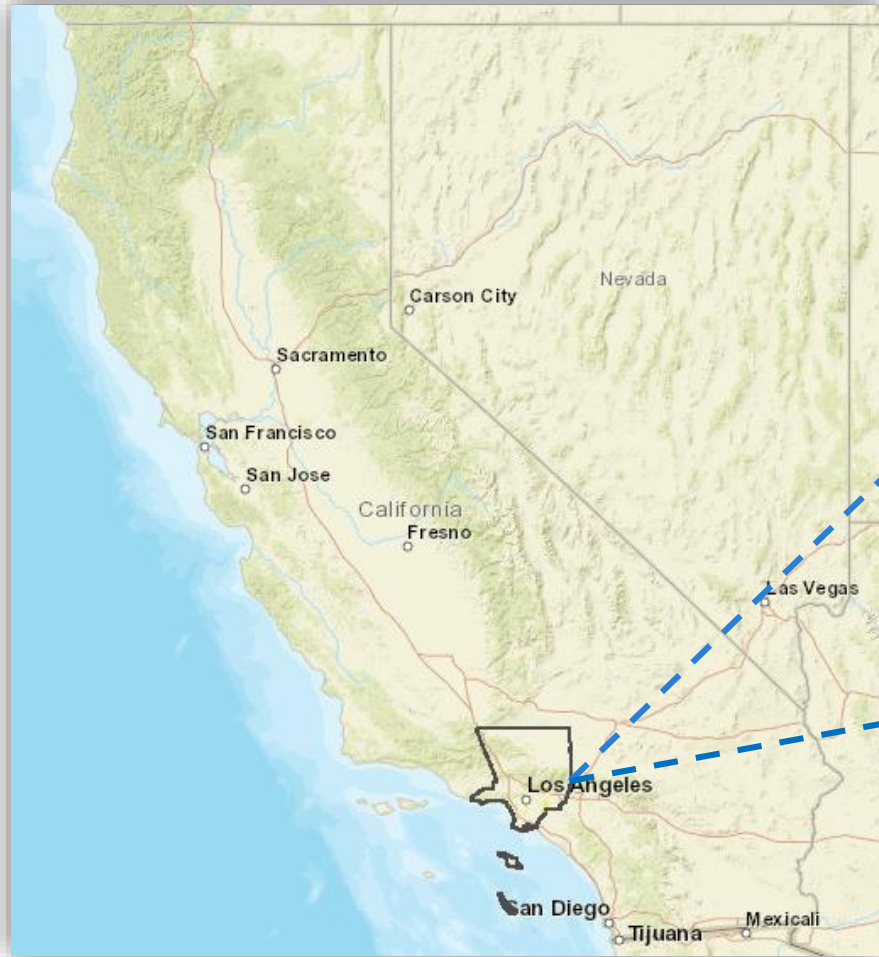 Carson City
Nevada
Sacramento
San Francisco
San Jose
California
Fresno
Las Vegas
Los Angeles
San Diego
Mexicali
Tijuana